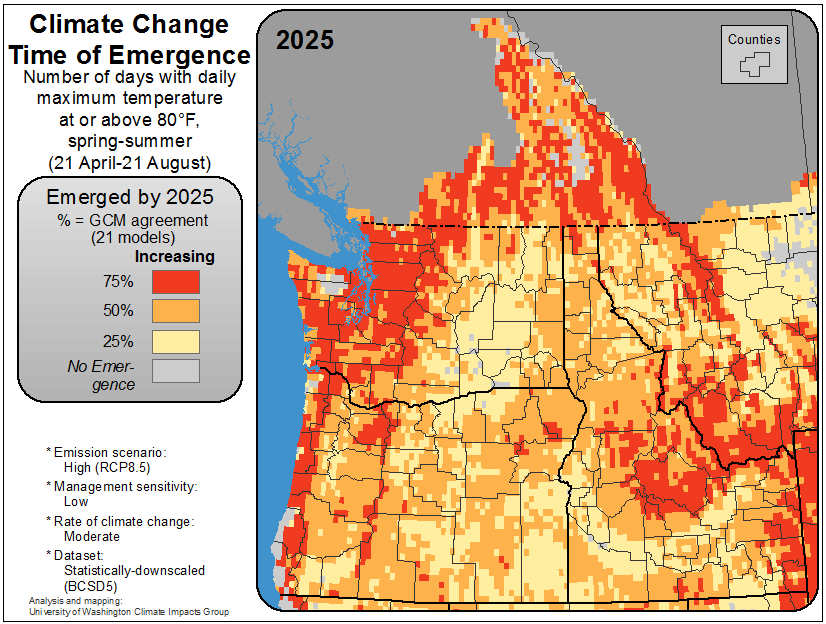 Climate Change
Time of Emergence
Number of days with daily
maximum temperature
at or above 80°F,
spring-summer
(21 April-21 August)
Emerged by 2025
% = GCM agreement
(21 models)
Increasing
75%
50%
25%
No Emer-
gence
* Emission scenario:
High (RCP8.5)
* Management sensitivity:
Low
* Rate of climate change:
Moderate
* Dataset:
Statistically-downscaled
(BCSD5)
Analysis and mapping:
University of Washington Climate Impacts Group
2025
Counties